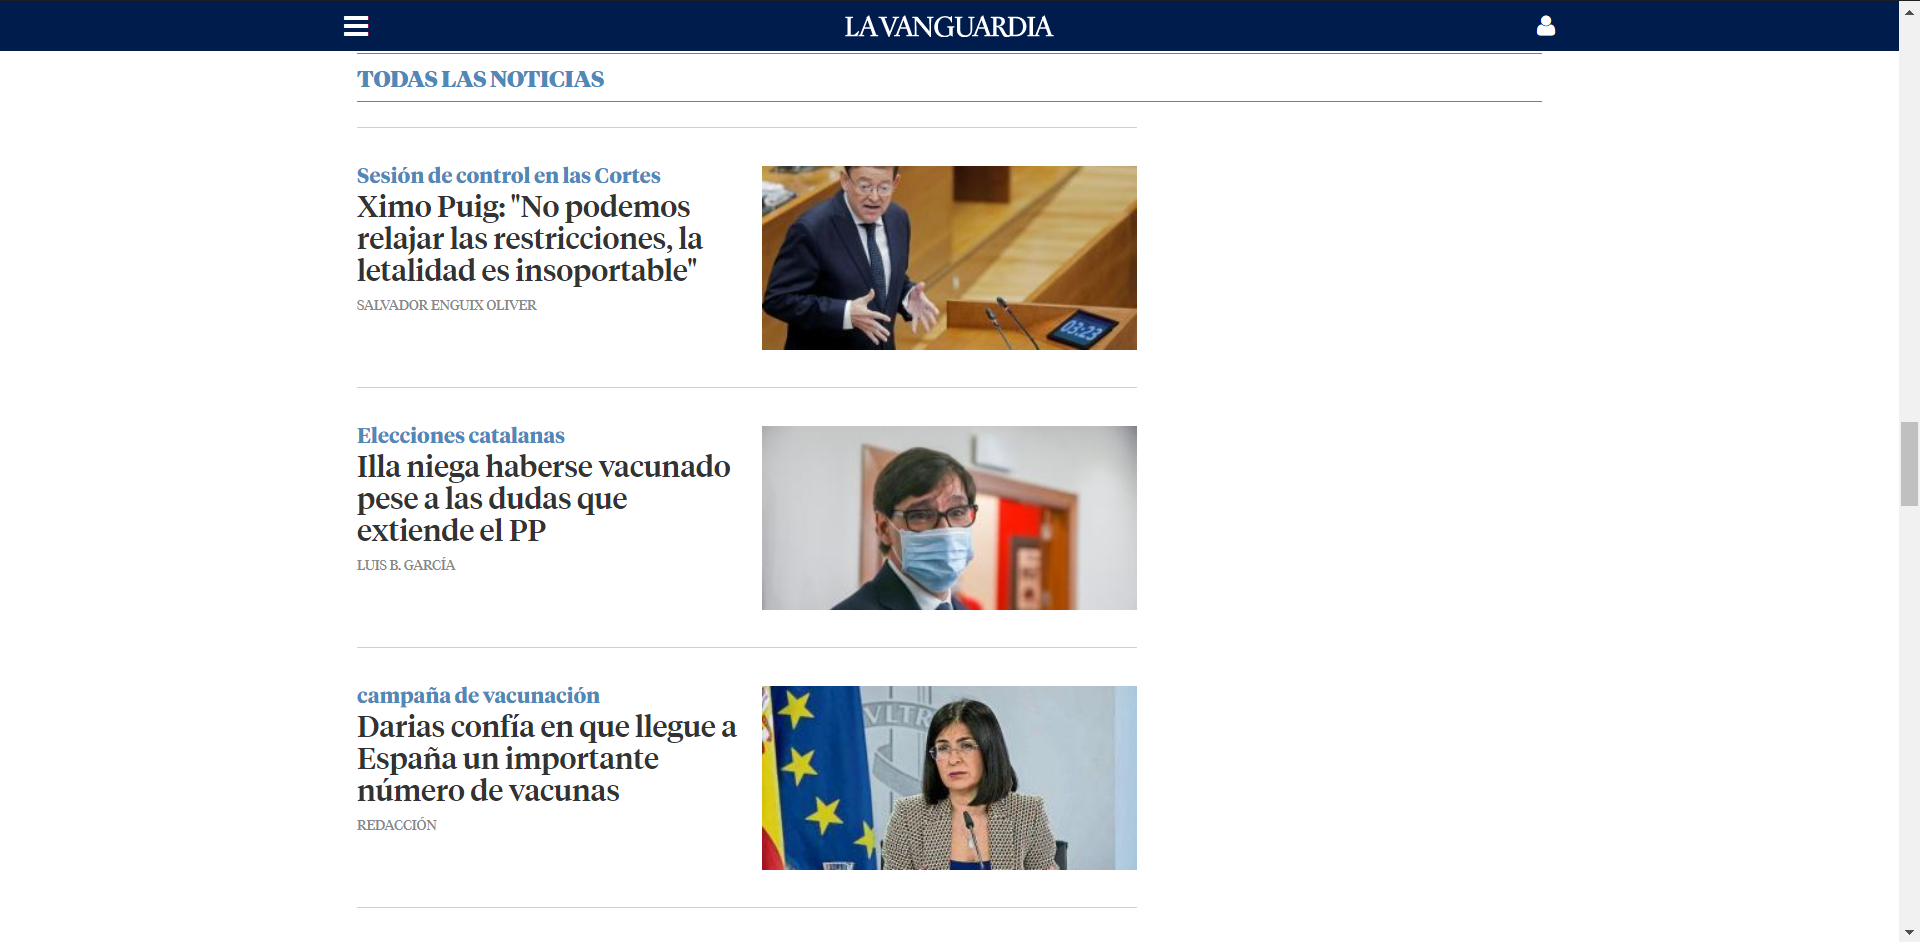 LA VANGUARDIA
TODAS LAS NOTICIAS
Sesión de control en las Cortes
Ximo Puig: "No podemos
relajar las restricciones, la
letalidad es insoportable"
SALVADOR ENGUIX OLIVER
03:23
Elecciones catalanas
Illa niega haberse vacunado
pese a las dudas que
extiende el PP
LUIS B. GARCÍA
campaña de vacunación
Darias confía en que llegue a
España un importante
número de vacunas
REDACCIÓN
VLTR